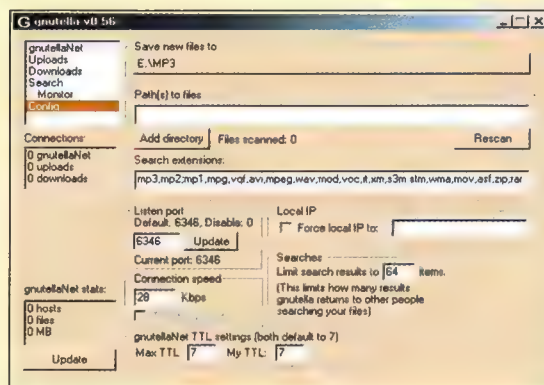 gnutella v0.56
gnutellaNet
Uploads
Downloads
Search
Monitor
Config
Connections:
0 gnutellaNet
0 uploads
0 downloads
gnutellaNet stats:
0 hosts
0 files
0 MB
Update
Save new files to
E:\MP3
Path(s) to files
Add directory
Files scanned: 0
Rescan
Search extensions:
mp3,mp2,mp1,mpg,vqf,avi,mpeg,wav,mod,voc,it,xm,s3m,stm,wma,mov,asf,zip,rar
Listen port
Default: 6346, Disable: 0
6346 Update
Current port: 6346
Local IP
Force local IP to:
Connection speed
28 Kbps
Searches
Limit search results to 64 items.
(This limits how many results
gnutella returns to other people
searching your files)
gnutellaNet TTL settings (both default to 7)
Max TTL 7 My TTL: 7